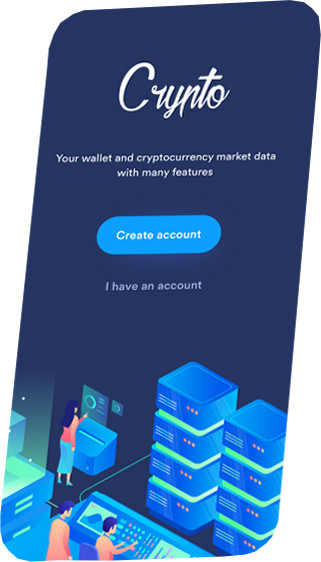 Crypto
Your wallet and cryptocurrency market data
with many features
Create account
I have an account